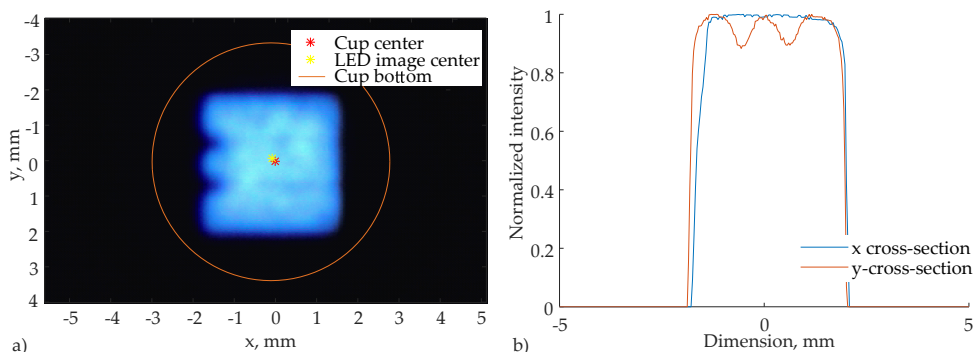 -4
-3
-2
-1
0
1
2
3
4
y, mm
Cup center
LED image center
Cup bottom
-5 -4 -3 -2 -1 0 1 2 3 4 5
x, mm
a)
1
0.8
0.6
0.4
0.2
0
Normalized intensity
x cross-section
y-cross-section
-5 0 5
Dimension, mm
b)